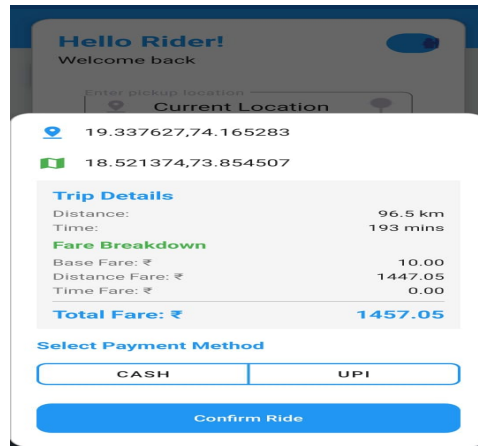 Hello Rider!
Welcome back
Enter pickup location
Current Location
19.337627,74.165283
18.521374,73.854507
Trip Details
Distance: 96.5 km
Time: 193 mins
Fare Breakdown
Base Fare: ₹ 10.00
Distance Fare: ₹ 1447.05
Time Fare: ₹ 0.00
Total Fare: ₹ 1457.05
Select Payment Method
CASH UPI
Confirm Ride